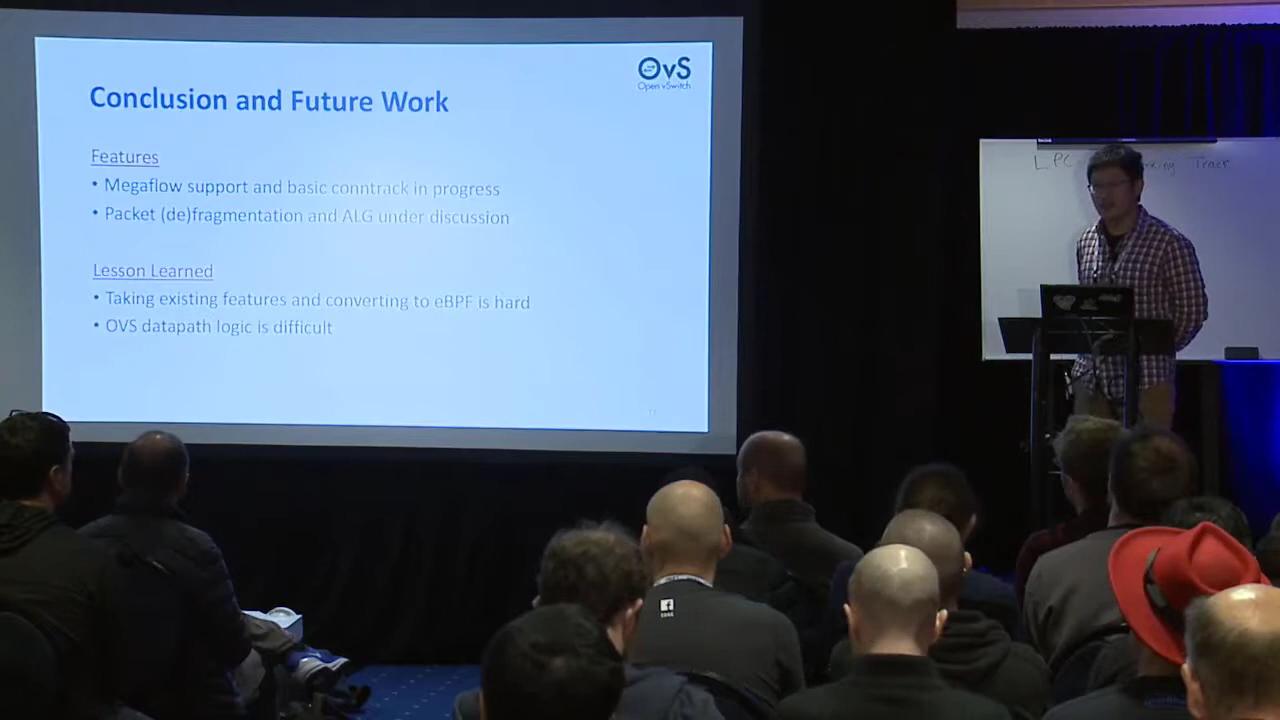 OvS
Open vSwitch
Conclusion and Future Work
Features
• Megaflow support and basic conntrack in progress
• Packet (de)fragmentation and ALG under discussion
Lesson Learned
• Taking existing features and converting to eBPF is hard
• OVS datapath logic is difficult
LPC
Track